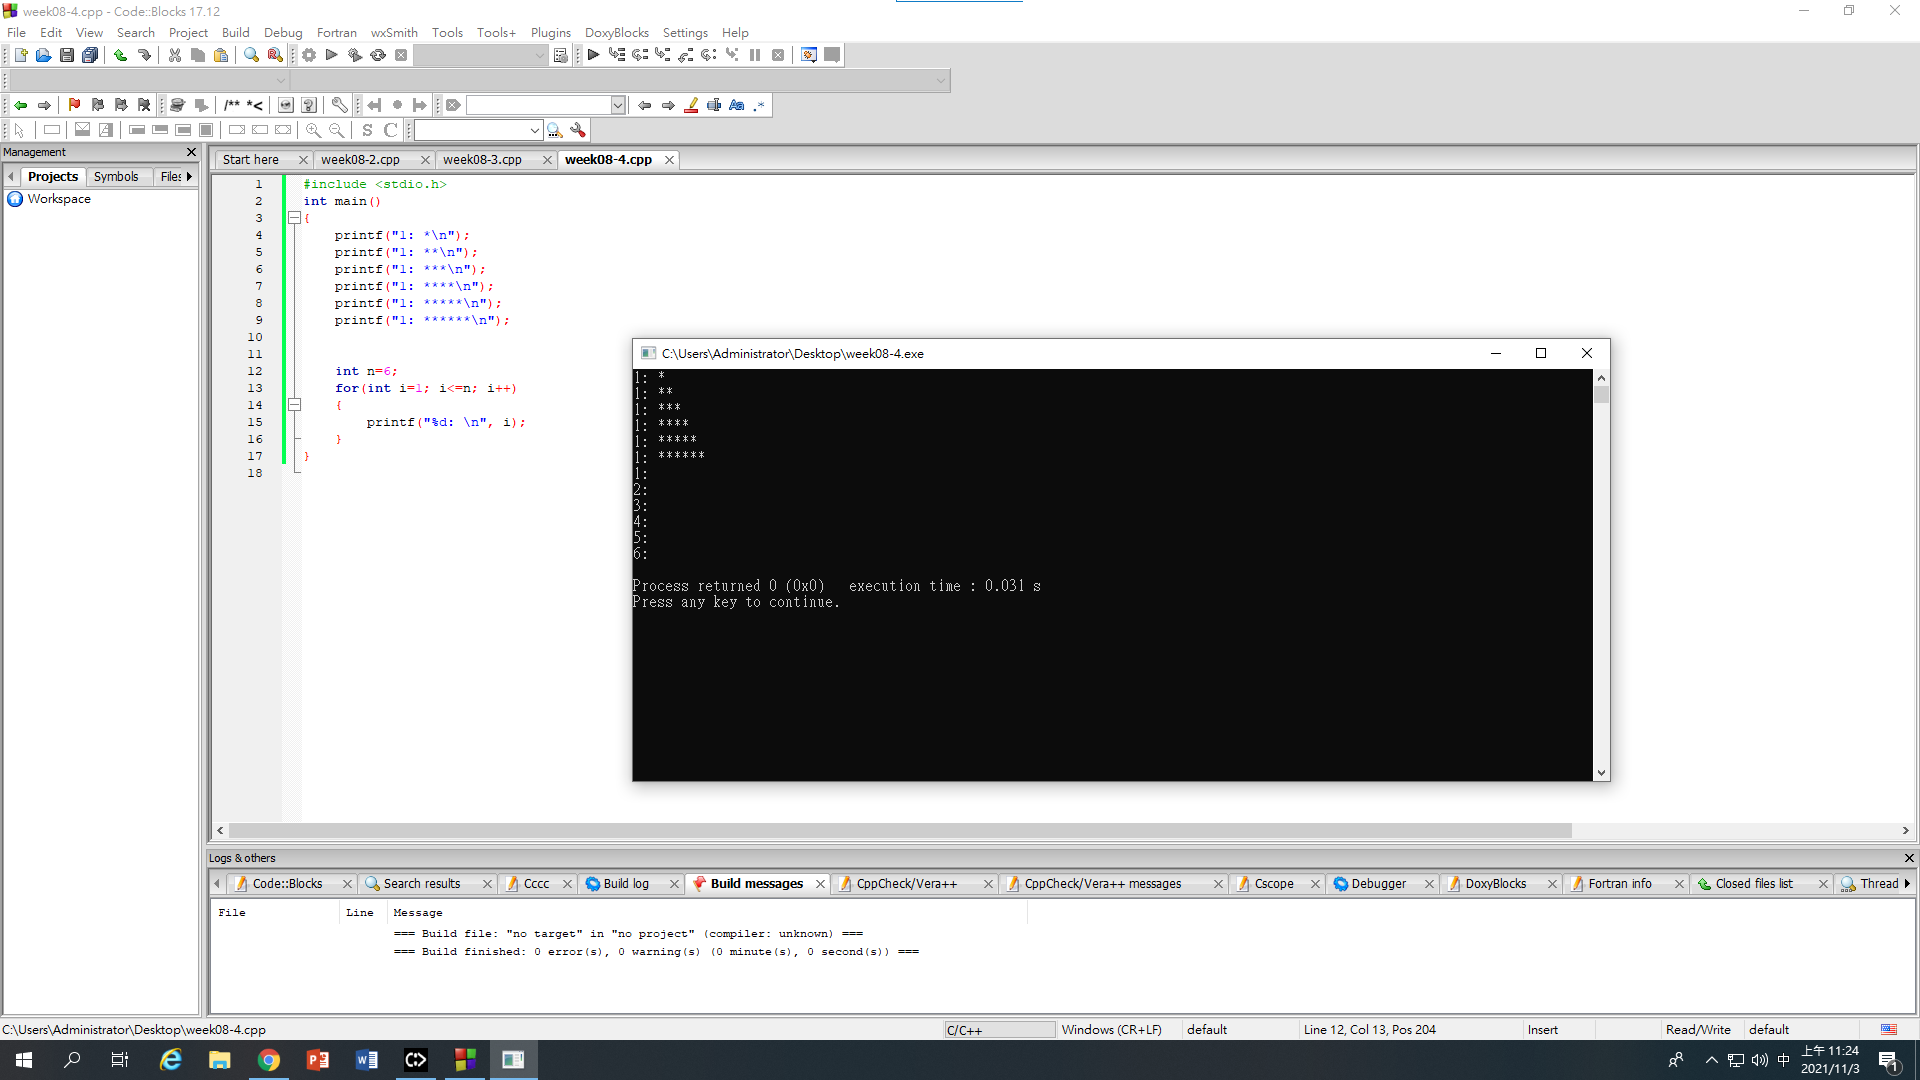 week08-4.cpp - Code::Blocks 17.12
File Edit View Search Project Build Debug Fortran wxSmith Tools Tools+ Plugins DoxyBlocks Settings Help
/** *<
S C
Management
Projects Symbols Files
Workspace
Start here week08-2.cpp week08-3.cpp week08-4.cpp
1 #include <stdio.h>
2 int main()
3 {
4 printf("1: *\n");
5 printf("1: **\n");
6 printf("1: ***\n");
7 printf("1: ****\n");
8 printf("1: *****\n");
9 printf("1: ******\n");
10
11
12 int n=6;
13 for(int i=1; i<=n; i++)
14 {
15 printf("%d: \n", i);
16 }
17 }
18
C:\Users\Administrator\Desktop\week08-4.exe
1: *
1: **
1: ***
1: ****
1: *****
1: ******
1:
2:
3:
4:
5:
6:
Process returned 0 (0x0)   execution time : 0.031 s
Press any key to continue.
Logs & others
Code::Blocks Search results Cccc Build log Build messages CppCheck/Vera++ CppCheck/Vera++ messages Cscope Debugger DoxyBlocks Fortran info Closed files list Thread
File Line Message
=== Build file: "no target" in "no project" (compiler: unknown) ===
=== Build finished: 0 error(s), 0 warning(s) (0 minute(s), 0 second(s)) ===
C:\Users\Administrator\Desktop\week08-4.cpp C/C++ Windows (CR+LF) default Line 12, Col 13, Pos 204 Insert Read/Write default
中 上午 11:24
2021/11/3 1